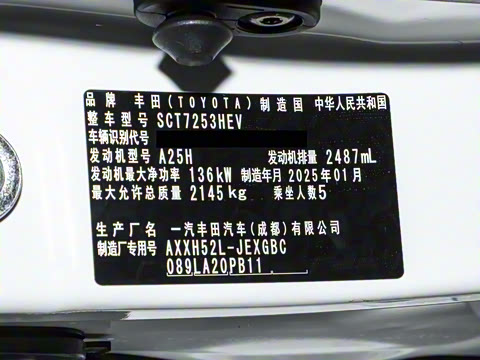 品牌 丰田(TOYOTA) 制造国 中华人民共和国
整车型号 SCT7253HEV
车辆识别代号
发动机型号 A25H 发动机排量 2487mL
发动机最大净功率 136kW 制造年月 2025年01月
最大允许总质量 2145kg 乘坐人数5
生产厂名 一汽丰田汽车(成都)有限公司
制造厂专用号 AXXH52L-JEXGBC
089LA20PB11